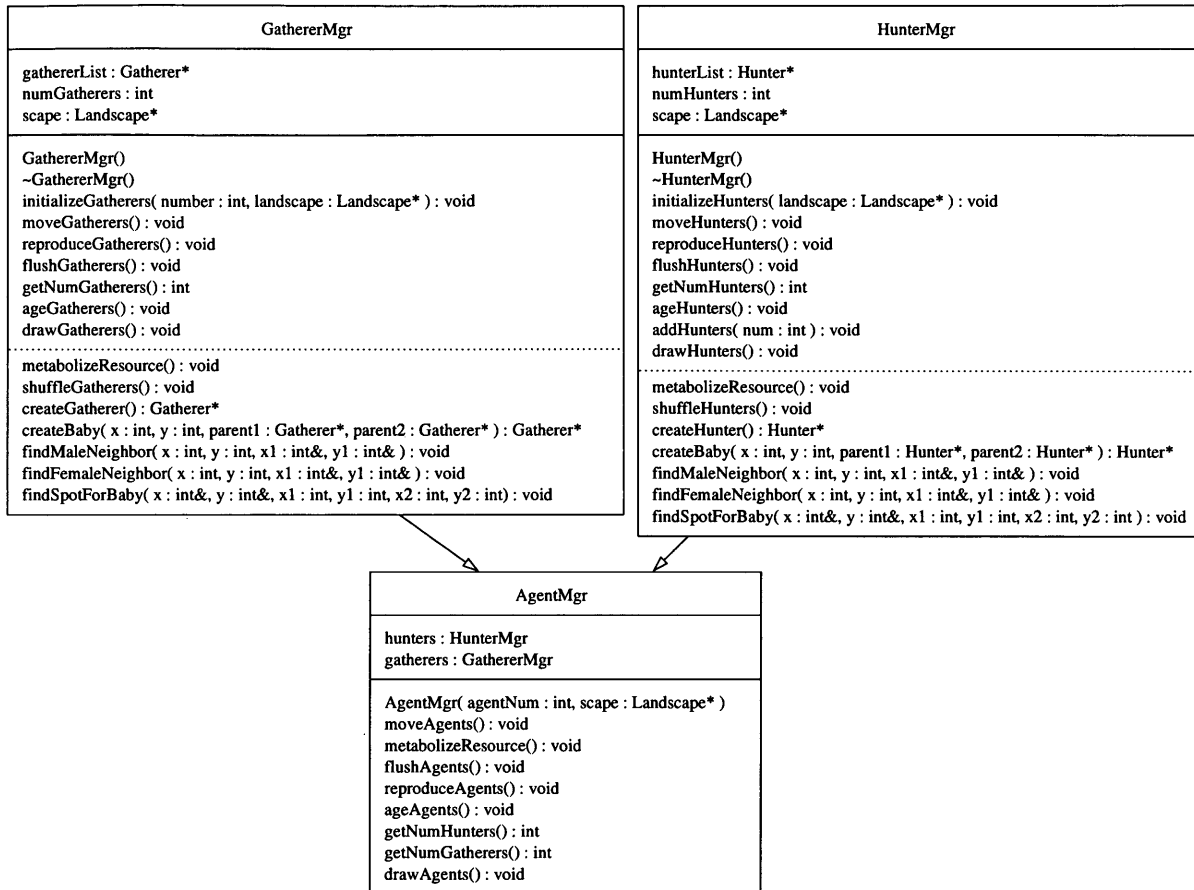 GathererMgr
gathererList : Gatherer*
numGatherers : int
scape : Landscape*
GathererMgr()
~GathererMgr()
initializeGatherers( number : int, landscape : Landscape* ) : void
moveGatherers() : void
reproduceGatherers() : void
flushGatherers() : void
getNumGatherers() : int
ageGatherers() : void
drawGatherers() : void
metabolizeResource() : void
shuffleGatherers() : void
createGatherer() : Gatherer*
createBaby( x : int, y : int, parent1 : Gatherer*, parent2 : Gatherer* ) : Gatherer*
findMaleNeighbor( x : int, y : int, x1 : int&, y1 : int& ) : void
findFemaleNeighbor( x : int, y : int, x1 : int&, y1 : int& ) : void
findSpotForBaby( x : int&, y : int&, x1 : int, y1 : int, x2 : int, y2 : int) : void
HunterMgr
hunterList : Hunter*
numHunters : int
scape : Landscape*
HunterMgr()
~HunterMgr()
initializeHunters( landscape : Landscape* ) : void
moveHunters() : void
reproduceHunters() : void
flushHunters() : void
getNumHunters() : int
ageHunters() : void
addHunters( num : int ) : void
drawHunters() : void
metabolizeResource() : void
shuffleHunters() : void
createHunter() : Hunter*
createBaby( x : int, y : int, parent1 : Hunter*, parent2 : Hunter* ) : Hunter*
findMaleNeighbor( x : int, y : int, x1 : int&, y1 : int& ) : void
findFemaleNeighbor( x : int, y : int, x1 : int&, y1 : int& ) : void
findSpotForBaby( x : int&, y : int&, x1 : int, y1 : int, x2 : int, y2 : int ) : void
AgentMgr
hunters : HunterMgr
gatherers : GathererMgr
AgentMgr( agentNum : int, scape : Landscape* )
moveAgents() : void
metabolizeResource() : void
flushAgents() : void
reproduceAgents() : void
ageAgents() : void
getNumHunters() : int
getNumGatherers() : int
drawAgents() : void